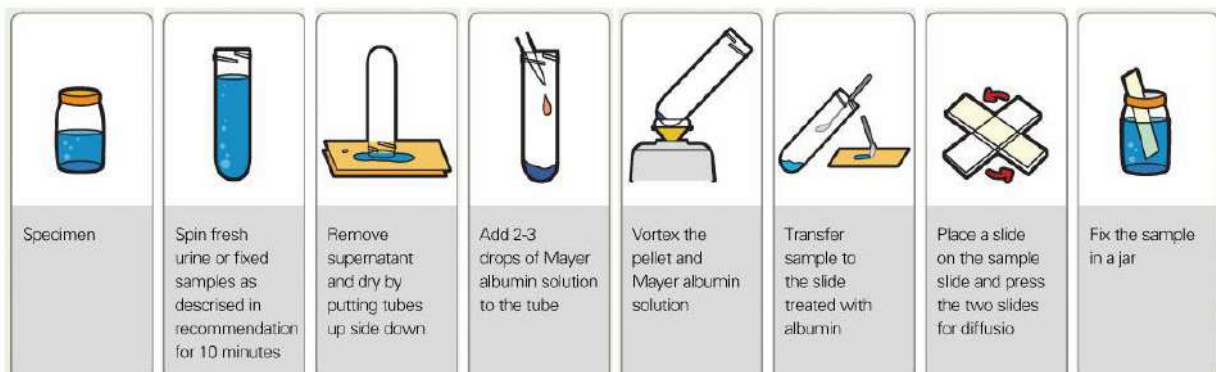 Specimen
Spin fresh
urine or fixed
samples as
descrised in
recommendation
for 10 minutes
Remove
supernatant
and dry by
putting tubes
up side down
Add 2-3
drops of Mayer
albumin solution
to the tube
Vortex the
pellet and
Mayer albumin
solution
Transfer
sample to
the slide
treated with
albumin
Place a slide
on the sample
slide and press
the two slides
for diffusio
Fix the sample
in a jar